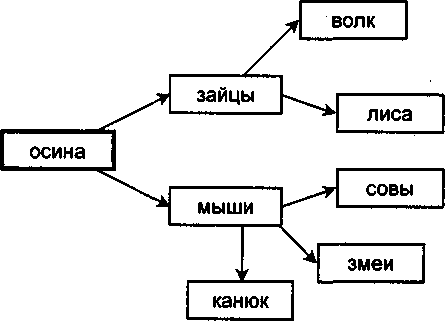 волк
зайцы
лиса
осина
совы
мыши
змеи
канюк